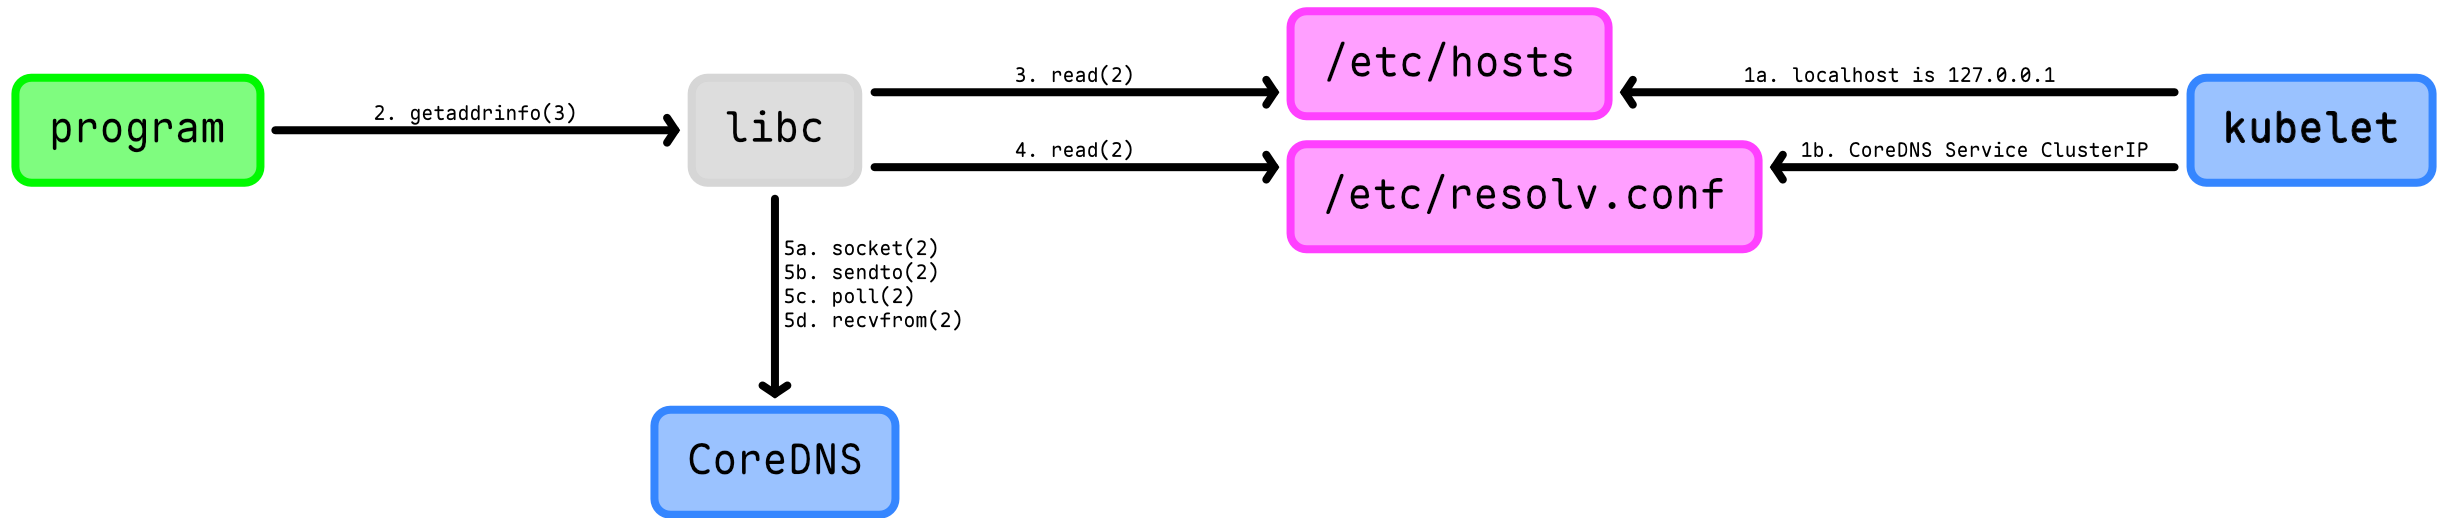 /etc/hosts
3. read(2)
1a. localhost is 127.0.0.1
program
2. getaddrinfo(3)
libc
kubelet
4. read(2)
1b. CoreDNS Service ClusterIP
/etc/resolv.conf
5a. socket(2)
5b. sendto(2)
5c. poll(2)
5d. recvfrom(2)
CoreDNS